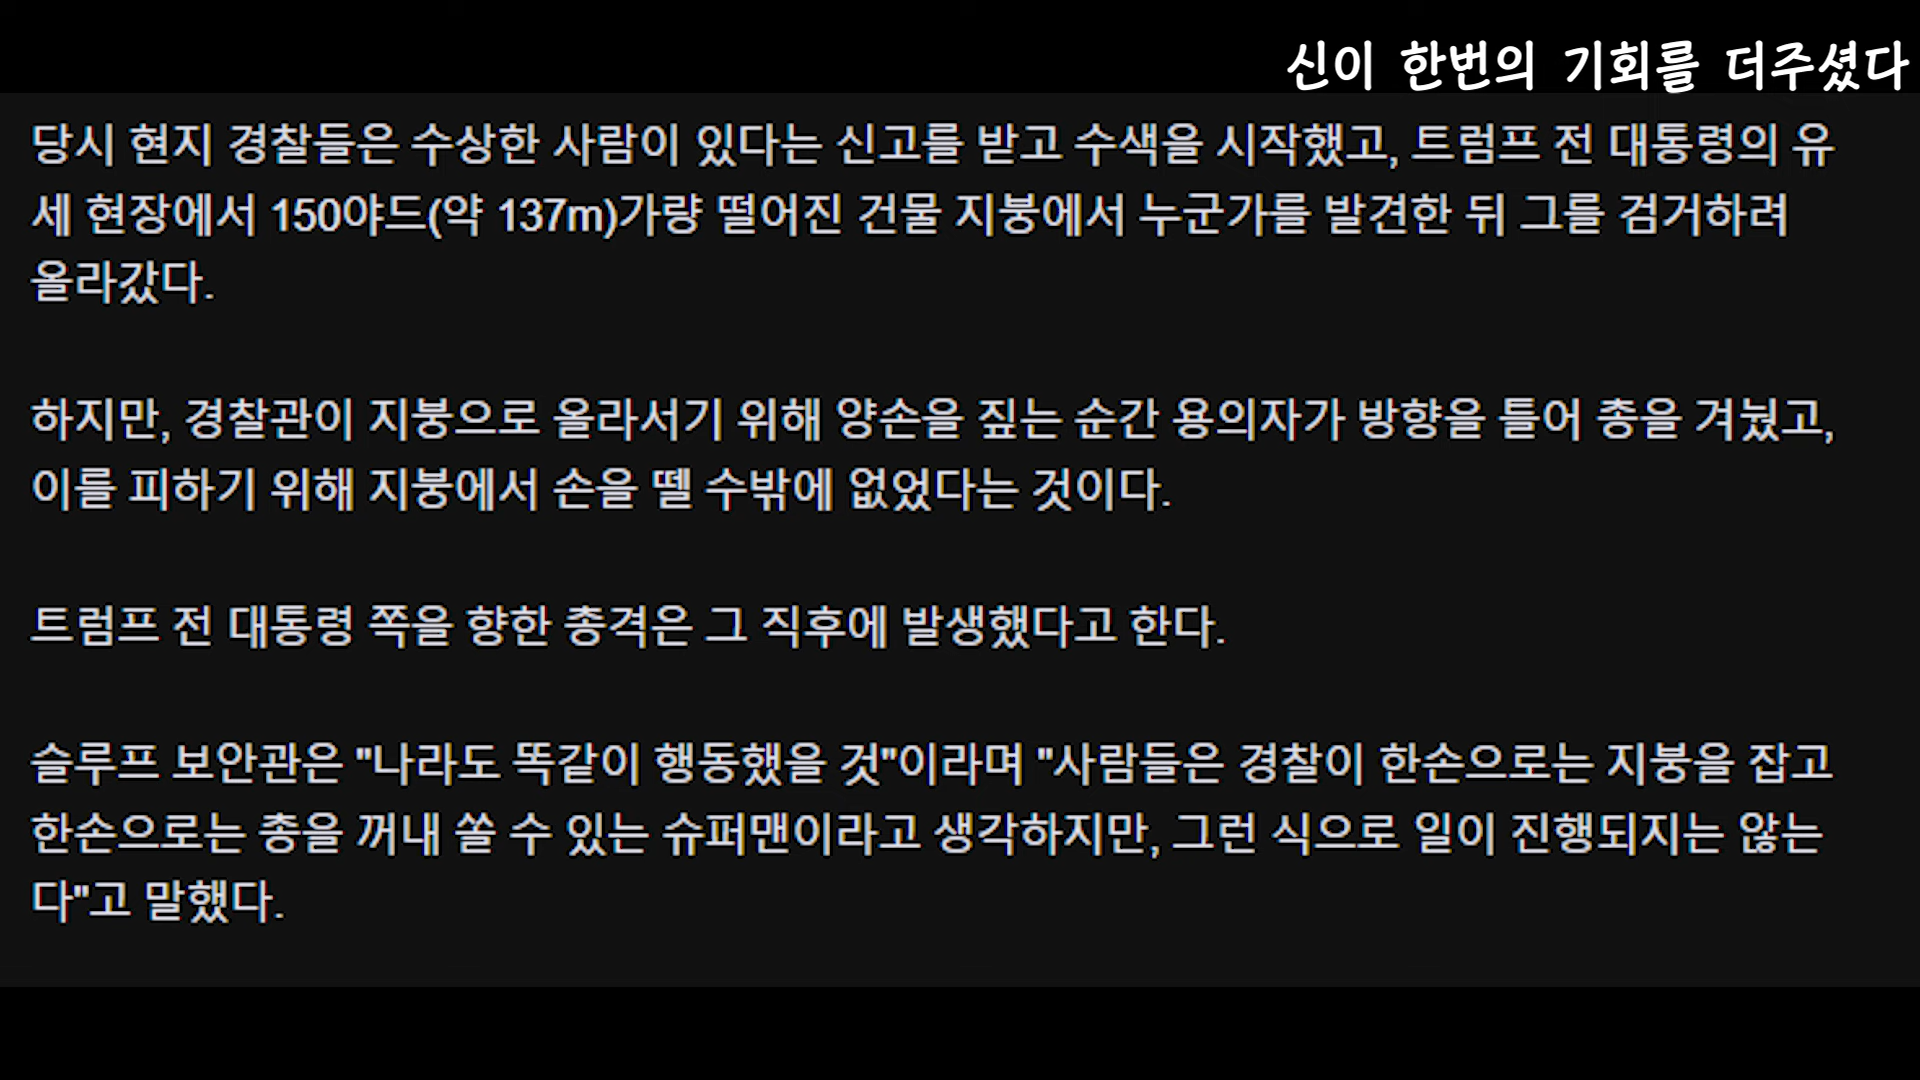 신이 한번의 기회를 더주셨다
당시 현지 경찰들은 수상한 사람이 있다는 신고를 받고 수색을 시작했고, 트럼프 전 대통령의 유
세 현장에서 150야드(약 137m)가량 떨어진 건물 지붕에서 누군가를 발견한 뒤 그를 검거하려
올라갔다.
하지만, 경찰관이 지붕으로 올라서기 위해 양손을 짚는 순간 용의자가 방향을 틀어 총을 겨눴고,
이를 피하기 위해 지붕에서 손을 뗄 수밖에 없었다는 것이다.
트럼프 전 대통령 쪽을 향한 총격은 그 직후에 발생했다고 한다.
슬루프 보안관은 "나라도 똑같이 행동했을 것"이라며 "사람들은 경찰이 한손으로는 지붕을 잡고
한손으로는 총을 꺼내 쏠 수 있는 슈퍼맨이라고 생각하지만, 그런 식으로 일이 진행되지는 않는
다"고 말했다.